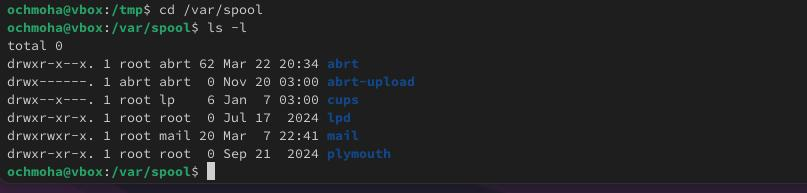 ochmoha@vbox:/tmp$ cd /var/spool
ochmoha@vbox:/var/spool$ ls -l
total 0
drwxr-x--x. 1 root abrt 62 Mar 22 20:34 abrt
drwx------. 1 abrt abrt  0 Nov 20 03:00 abrt-upload
drwx--x---. 1 root lp    6 Jan  7 03:00 cups
drwxr-xr-x. 1 root root  0 Jul 17  2024 lpd
drwxrwxr-x. 1 root mail 20 Mar  7 22:41 mail
drwxr-xr-x. 1 root root  0 Sep 21  2024 plymouth
ochmoha@vbox:/var/spool$